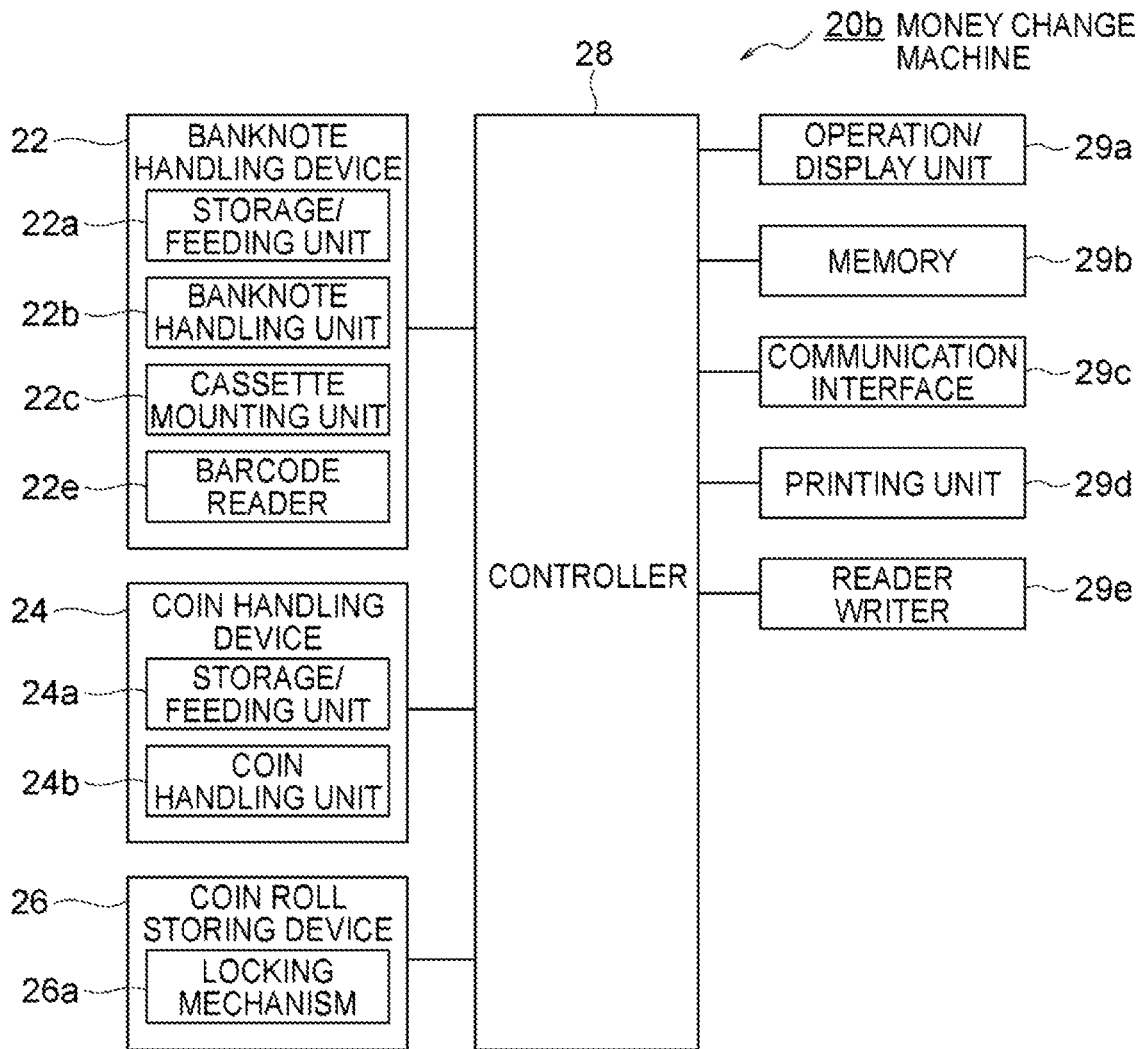 20b MONEY CHANGE
MACHINE
28
22
BANKNOTE
HANDLING DEVICE
22a
STORAGE/
FEEDING UNIT
22b
BANKNOTE
HANDLING UNIT
22c
CASSETTE
MOUNTING UNIT
22e
BARCODE
READER
24
COIN HANDLING
DEVICE
24a
STORAGE/
FEEDING UNIT
24b
COIN
HANDLING UNIT
26
COIN ROLL
STORING DEVICE
26a
LOCKING
MECHANISM
CONTROLLER
OPERATION/
DISPLAY UNIT
29a
MEMORY
29b
COMMUNICATION
INTERFACE
29c
PRINTING UNIT
29d
READER
WRITER
29e